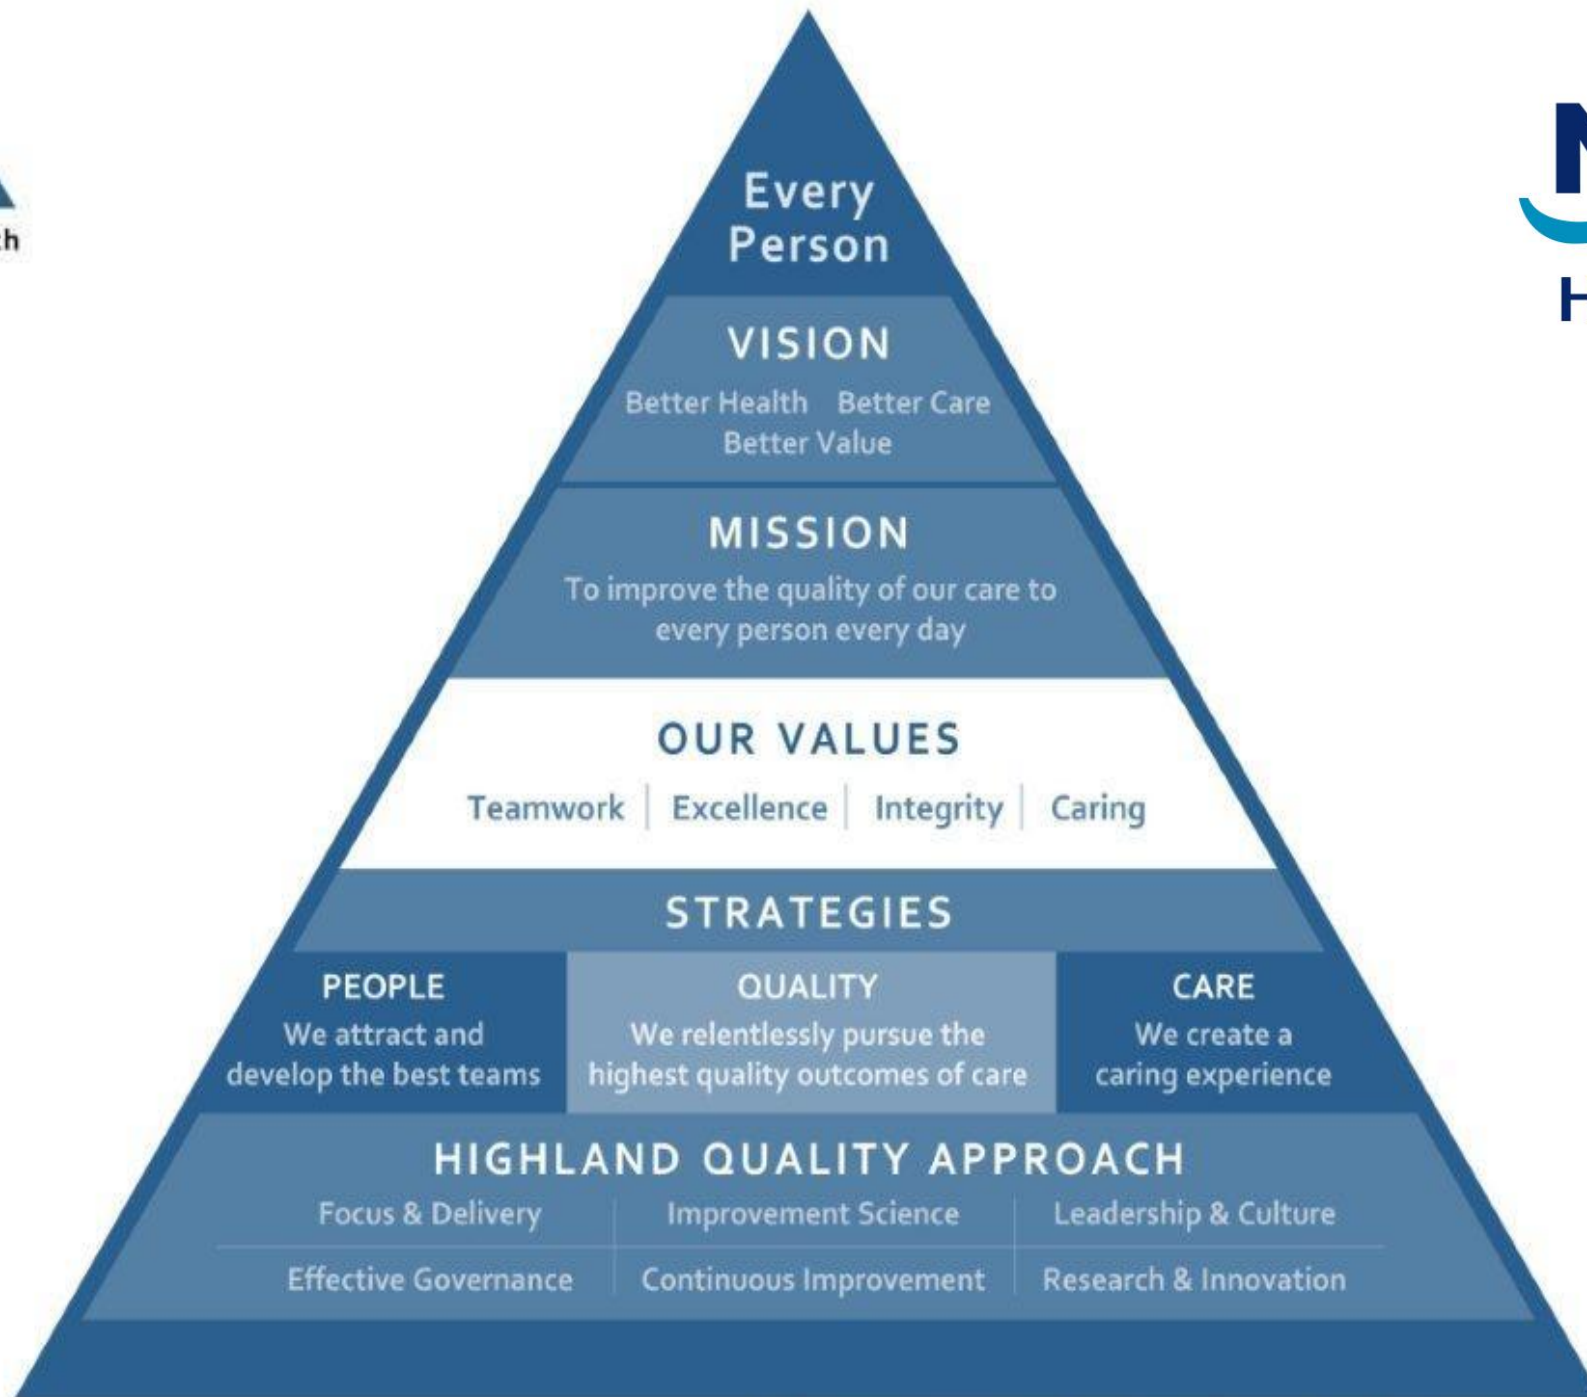 Every
Person
VISION
Better Health Better Care
Better Value
MISSION
To improve the quality of our care to
every person every day
OUR VALUES
Teamwork Excellence Integrity Caring
STRATEGIES
PEOPLE QUALITY CARE
We attract and We relentlessly pursue the We create a
develop the best teams highest quality outcomes of care caring experience
HIGHLAND QUALITY APPROACH
Focus & Delivery Improvement Science Leadership & Culture
Effective Governance Continuous Improvement Research & Innovation